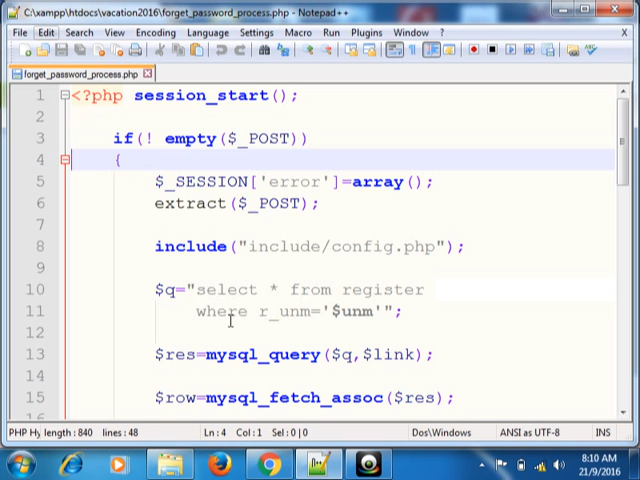 C:\xampp\htdocs\vacation2016\forget_password_process.php - Notepad++
File Edit Search View Encoding Language Settings Macro Run Plugins Window ? X
forget_password_process.php
1 <?php session_start();
2
3 if(! empty($_POST))
4 {
5 $_SESSION['error']=array();
6 extract($_POST);
7
8 include("include/config.php");
9
10 $q="select * from register
11 where r_unm='$unm'";
12
13 $res=mysql_query($q,$link);
14
15 $row=mysql_fetch_assoc($res);
16
PHP Hy length : 840 lines : 48 Ln : 4 Col : 1 Sel : 0 | 0 Dos\Windows ANSI as UTF-8 INS
8:10 AM
21/9/2016